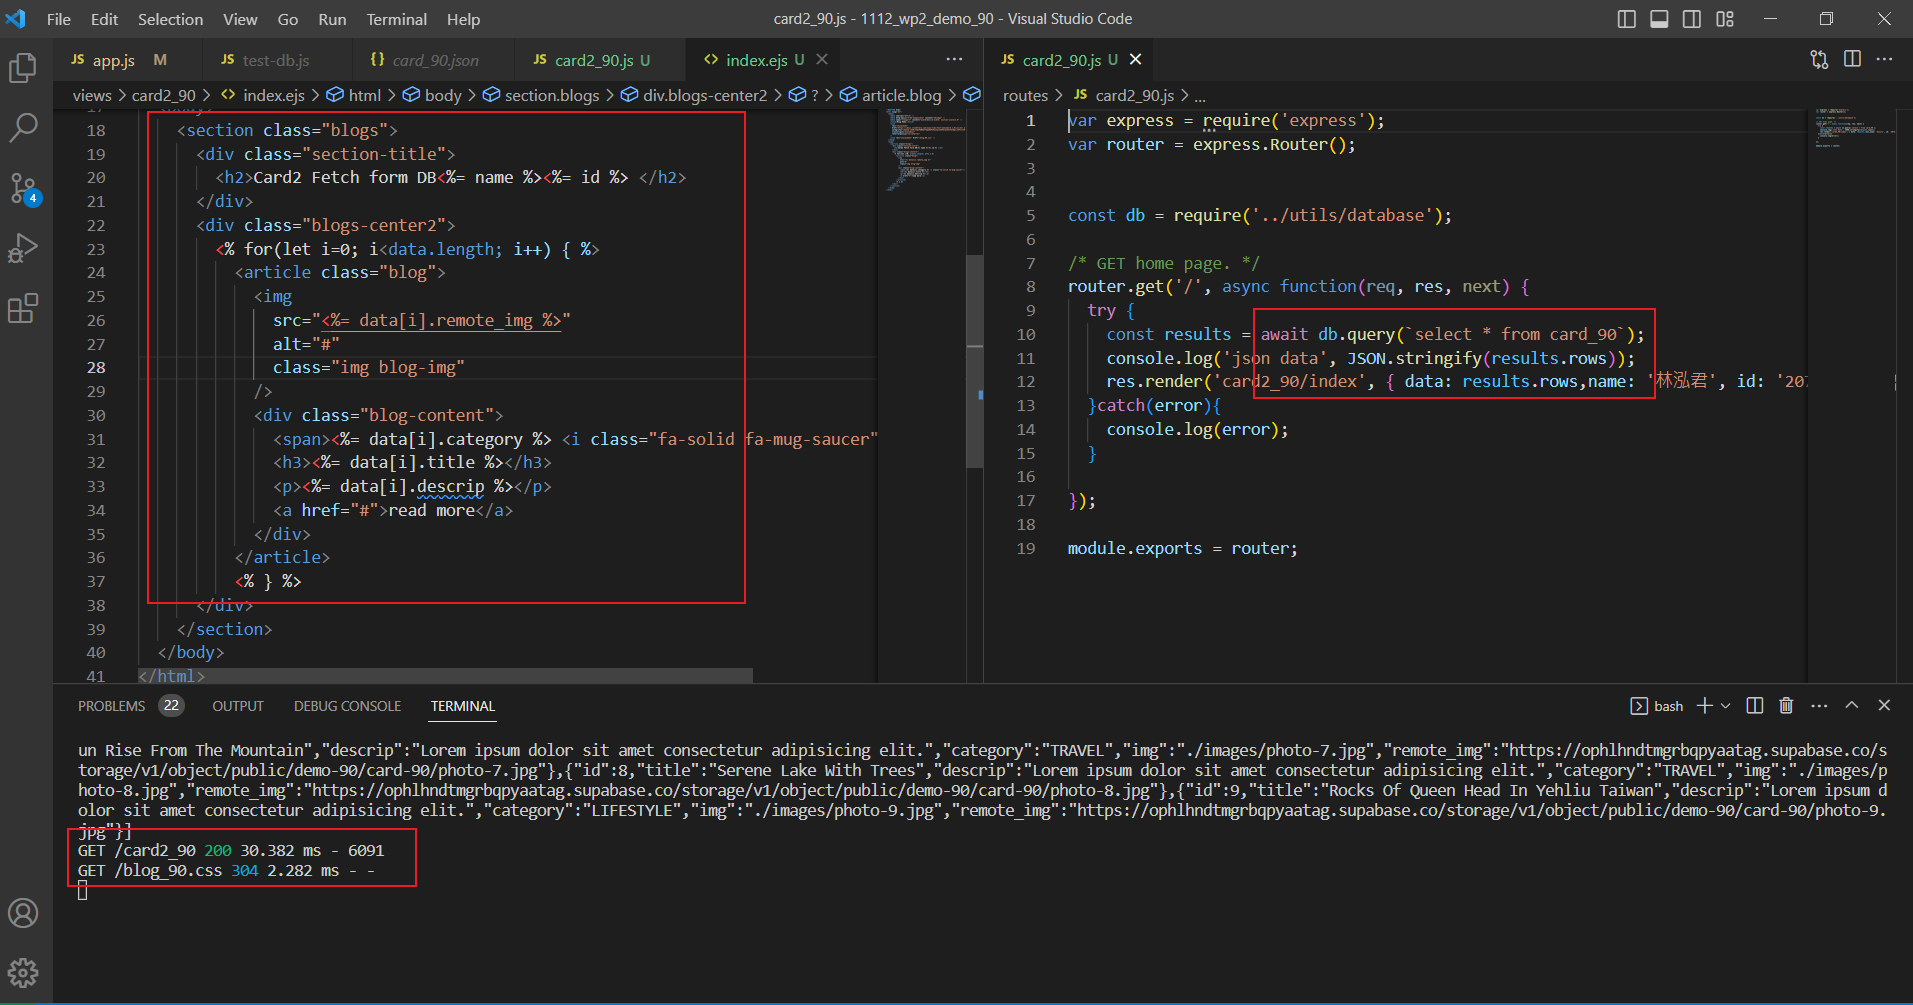 File Edit Selection View Go Run Terminal Help
card2_90.js - 1112_wp2_demo_90 - Visual Studio Code
JS app.js M
JS test-db.js
{} card_90.json
JS card2_90.js U
<> index.ejs U
views > card2_90 > <> index.ejs > html > body > section.blogs > div.blogs-center2 > ? > article.blog >
18 <section class="blogs">
19 <div class="section-title">
20 <h2>Card2 Fetch form DB<%= name %><%= id %> </h2>
21 </div>
22 <div class="blogs-center2">
23 <% for(let i=0; i<data.length; i++) { %>
24 <article class="blog">
25 <img
26 src="<%= data[i].remote_img %>"
27 alt="#"
28 class="img blog-img"
29 />
30 <div class="blog-content">
31 <span><%= data[i].category %> <i class="fa-solid fa-mug-saucer"
32 <h3><%= data[i].title %></h3>
33 <p><%= data[i].descrip %></p>
34 <a href="#">read more</a>
35 </div>
36 </article>
37 <% } %>
38 </div>
39 </section>
40 </body>
41 </html>
JS card2_90.js U
routes > JS card2_90.js > ...
1 var express = require('express');
2 var router = express.Router();
3
4
5 const db = require('../utils/database');
6
7 /* GET home page. */
8 router.get('/', async function(req, res, next) {
9 try {
10 const results = await db.query(`select * from card_90`);
11 console.log('json data', JSON.stringify(results.rows));
12 res.render('card2_90/index', { data: results.rows,name: '林泓君', id: '207
13 }catch(error){
14 console.log(error);
15 }
16
17 });
18
19 module.exports = router;
4
PROBLEMS 22 OUTPUT DEBUG CONSOLE TERMINAL
bash
un Rise From The Mountain","descrip":"Lorem ipsum dolor sit amet consectetur adipisicing elit.","category":"TRAVEL","img":"./images/photo-7.jpg","remote_img":"https://ophlhndtmgrbqpyaatag.supabase.co/s
torage/v1/object/public/demo-90/card-90/photo-7.jpg"},{"id":8,"title":"Serene Lake With Trees","descrip":"Lorem ipsum dolor sit amet consectetur adipisicing elit.","category":"TRAVEL","img":"./images/p
hoto-8.jpg","remote_img":"https://ophlhndtmgrbqpyaatag.supabase.co/storage/v1/object/public/demo-90/card-90/photo-8.jpg"},{"id":9,"title":"Rocks Of Queen Head In Yehliu Taiwan","descrip":"Lorem ipsum d
olor sit amet consectetur adipisicing elit.","category":"LIFESTYLE","img":"./images/photo-9.jpg","remote_img":"https://ophlhndtmgrbqpyaatag.supabase.co/storage/v1/object/public/demo-90/card-90/photo-9.
jpg"}]
GET /card2_90 200 30.382 ms - 6091
GET /blog_90.css 304 2.282 ms - -